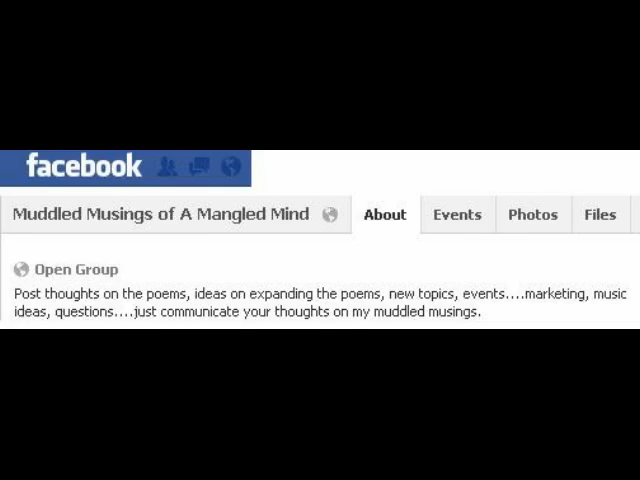 facebook
Muddled Musings of A Mangled Mind About Events Photos Files
Open Group
Post thoughts on the poems, ideas on expanding the poems, new topics, events....marketing, music
ideas, questions....just communicate your thoughts on my muddled musings.